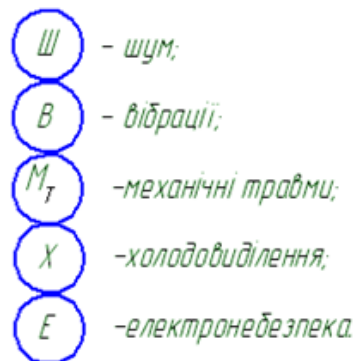 Ш – шум;
В – вібрації;
Мт –механічні травми;
Х –холодовиділення;
Е –електронебезпека.